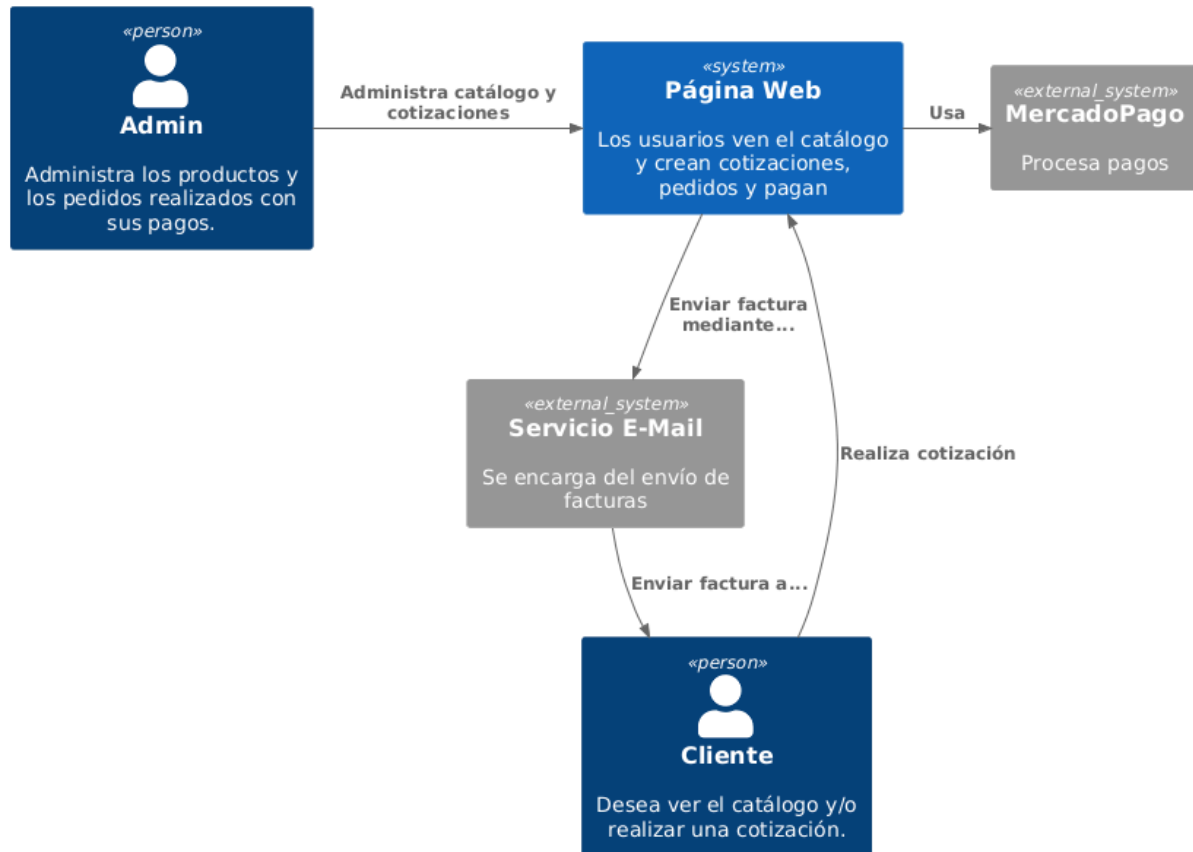 «person»
Admin
Administra los productos y
los pedidos realizados con
sus pagos.
Administra catálogo y
cotizaciones
«system»
Página Web
Los usuarios ven el catálogo
y crean cotizaciones,
pedidos y pagan
Usa
«external_system»
MercadoPago
Procesa pagos
Enviar factura
mediante...
«external_system»
Servicio E-Mail
Se encarga del envío de
facturas
Realiza cotización
Enviar factura a...
«person»
Cliente
Desea ver el catálogo y/o
realizar una cotización.